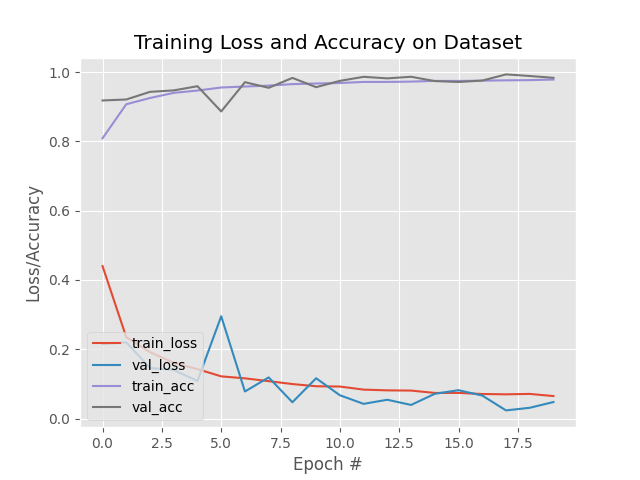 Training Loss and Accuracy on Dataset
Loss/Accuracy
1.0
0.8
0.6
0.4
0.2
0.0
train_loss
val_loss
train_acc
val_acc
0.0 2.5 5.0 7.5 10.0 12.5 15.0 17.5
Epoch #